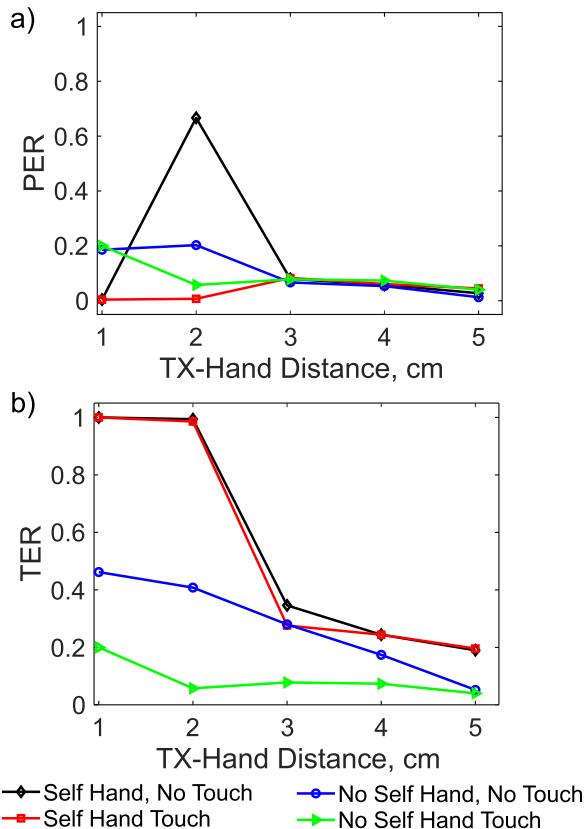 a)
1
0.8
0.6
0.4
0.2
0
PER
1 2 3 4 5
TX-Hand Distance, cm
b)
1
0.8
0.6
0.4
0.2
0
TER
1 2 3 4 5
TX-Hand Distance, cm
Self Hand, No Touch
No Self Hand, No Touch
Self Hand Touch
No Self Hand Touch